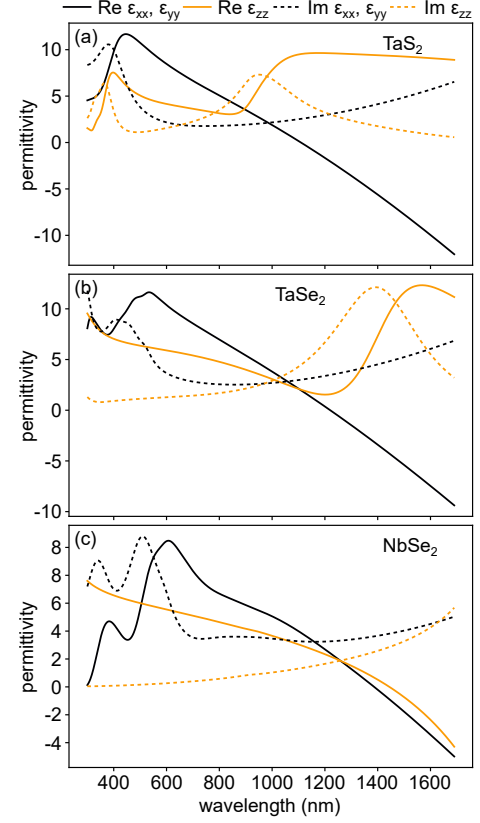 Re εxx, εyy Re εzz Im εxx, εyy Im εzz
(a) TaS2
permittivity
10
5
0
-5
-10
(b) TaSe2
permittivity
10
5
0
-5
-10
(c) NbSe2
permittivity
8
6
4
2
0
-2
-4
400 600 800 1000 1200 1400 1600
wavelength (nm)